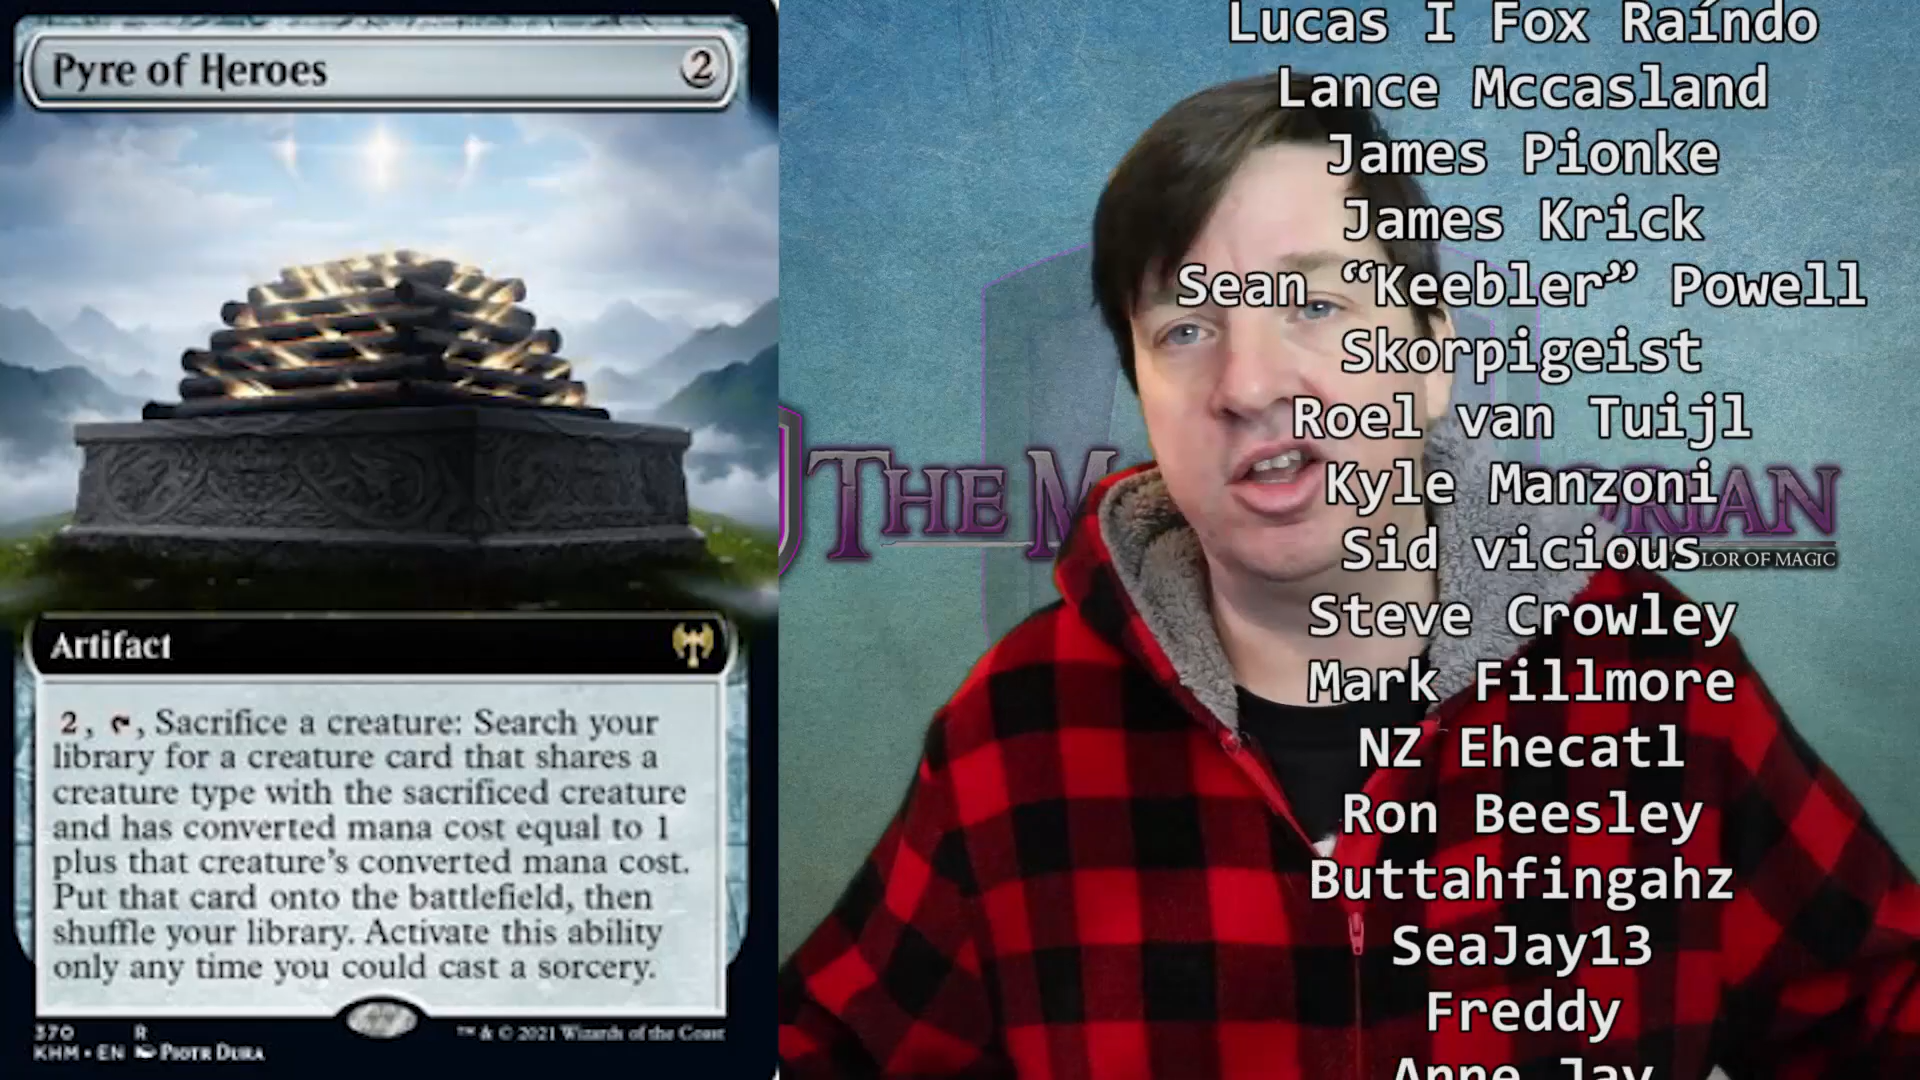 Pyre of Heroes 2
Artifact
2, , Sacrifice a creature: Search your
library for a creature card that shares a
creature type with the sacrificed creature
and has converted mana cost equal to 1
plus that creature's converted mana cost.
Put that card onto the battlefield, then
shuffle your library. Activate this ability
only any time you could cast a sorcery.
370 R
KHM • EN PIOTR DURA
™ & © 2021 Wizards of the Coast
Lucas I Fox Raíndo
Lance Mccasland
James Pionke
James Krick
Sean “Keebler” Powell
Skorpigeist
Roel van Tuijl
Kyle Manzoni
Sid vicious
Steve Crowley
Mark Fillmore
NZ Ehecatl
Ron Beesley
Buttahfingahz
SeaJay13
Freddy
Anne Jay
THE
OF MAGIC